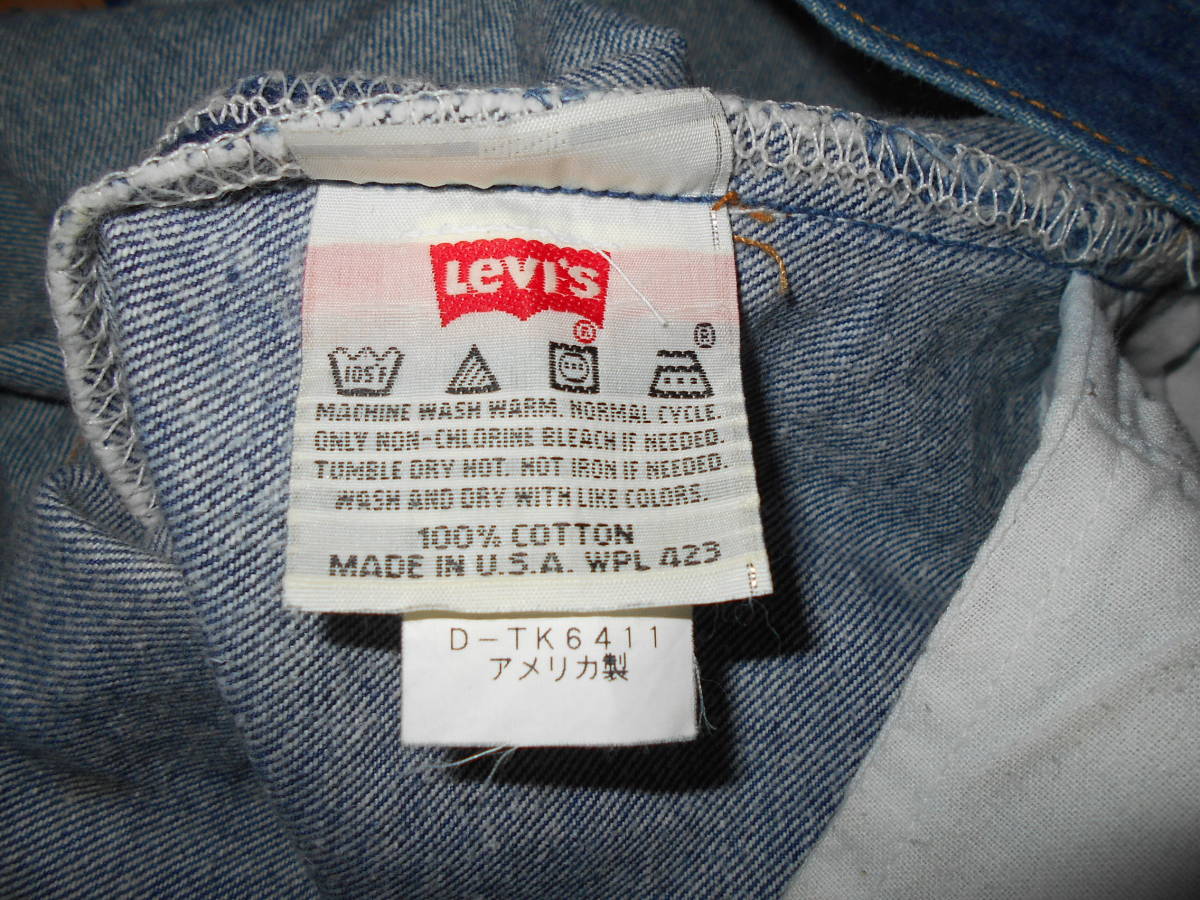 LEVI'S
®
®
105°F
MACHINE WASH WARM. NORMAL CYCLE.
ONLY NON-CHLORINE BLEACH IF NEEDED.
TUMBLE DRY HOT. HOT IRON IF NEEDED.
WASH AND DRY WITH LIKE COLORS.
100% COTTON
MADE IN U.S.A. WPL 423
D-TK6411
アメリカ製